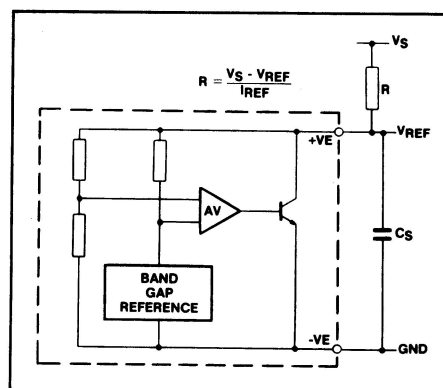 VS
R = VS - VREF
IREF
R
+VE
VREF
AV
CS
BAND
GAP
REFERENCE
-VE
GND